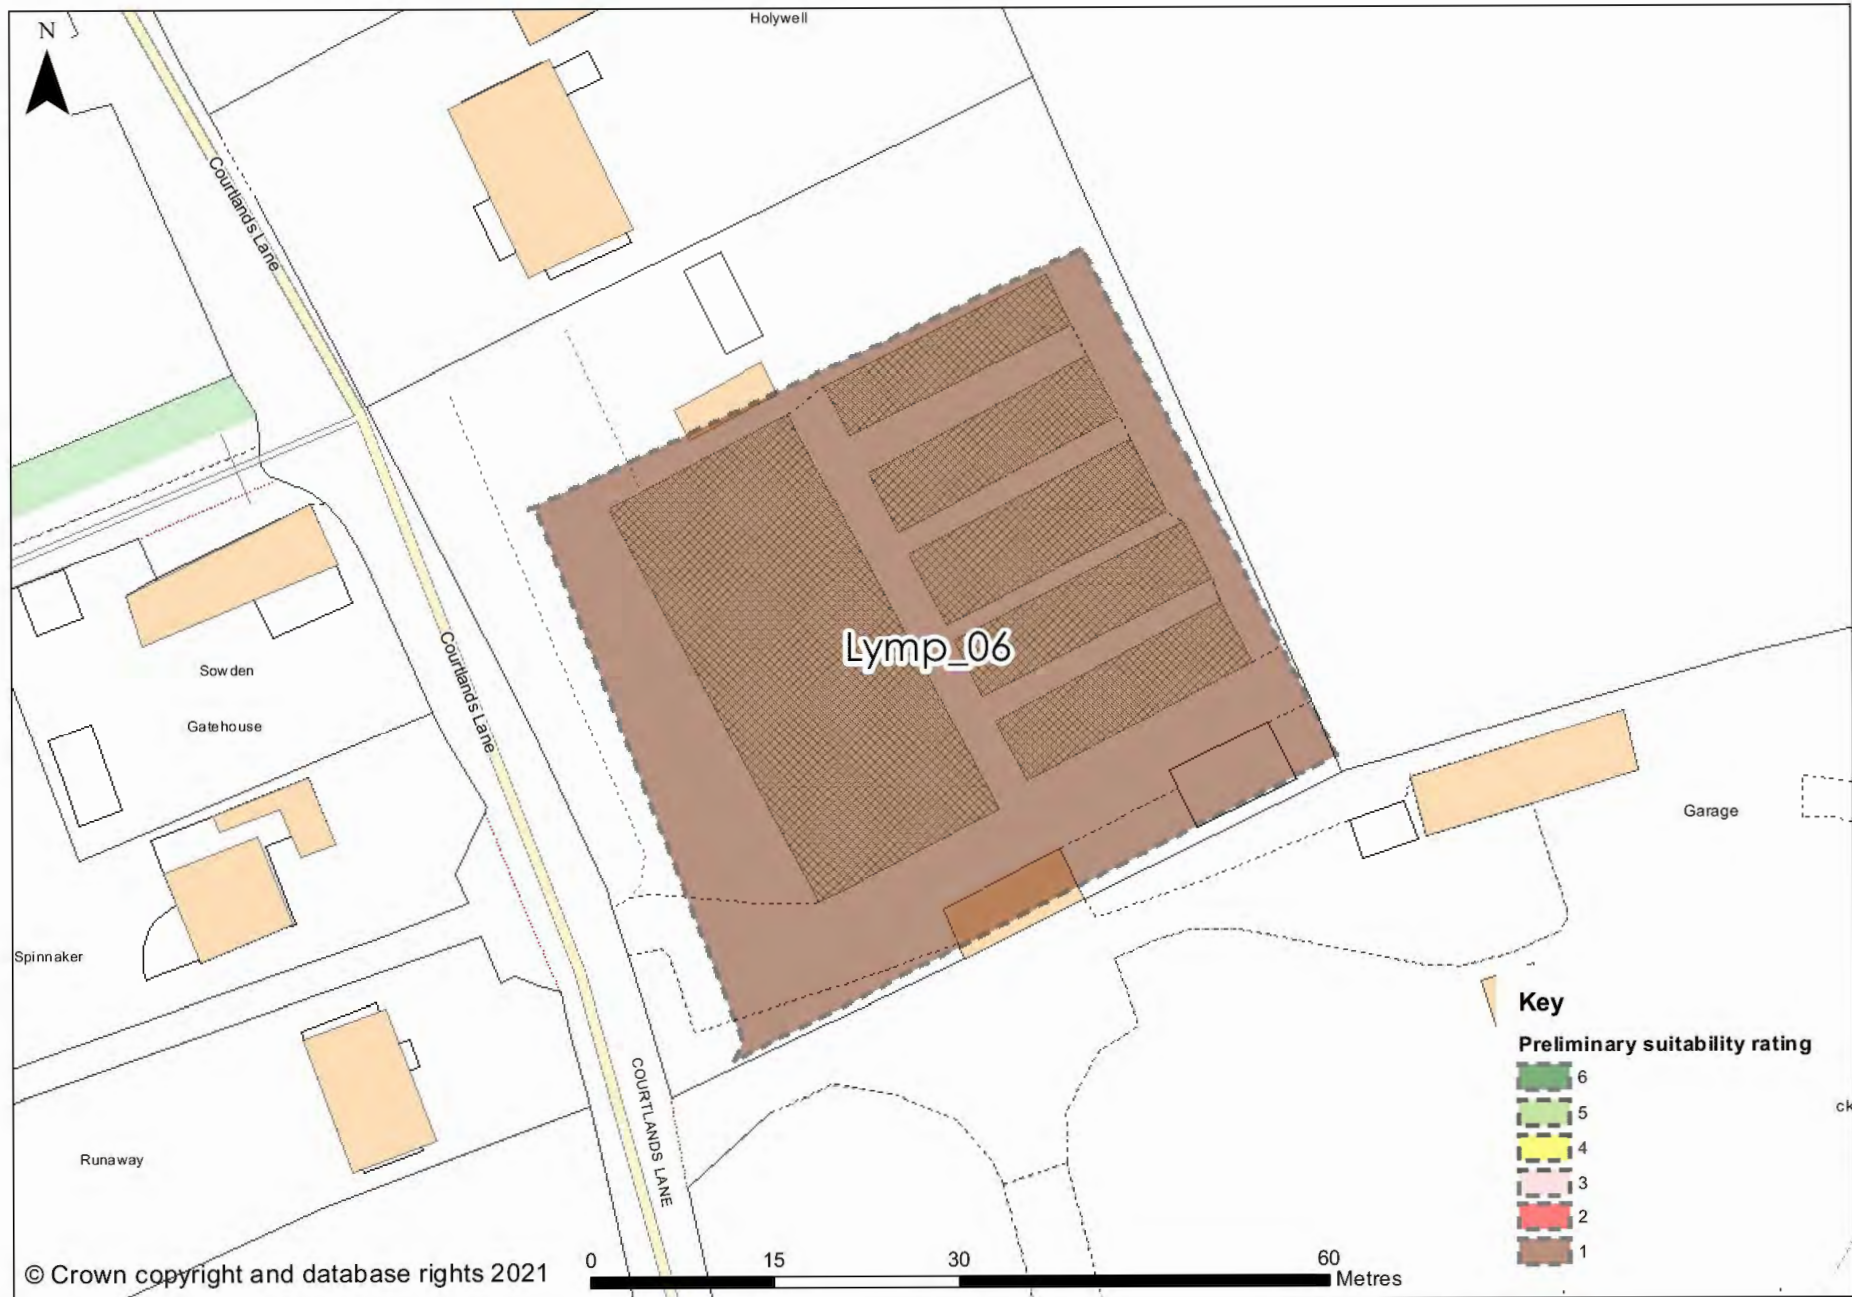 N
Holywell
Courtlands Lane
Lymp_06
Courtlands Lane
Sowden
Gatehouse
Garage
Spinnaker
Key
Preliminary suitability rating
6
5
4
3
2
1
COURTLANDS LANE
ck
Runaway
© Crown copyright and database rights 2021
0 15 30 60
Metres